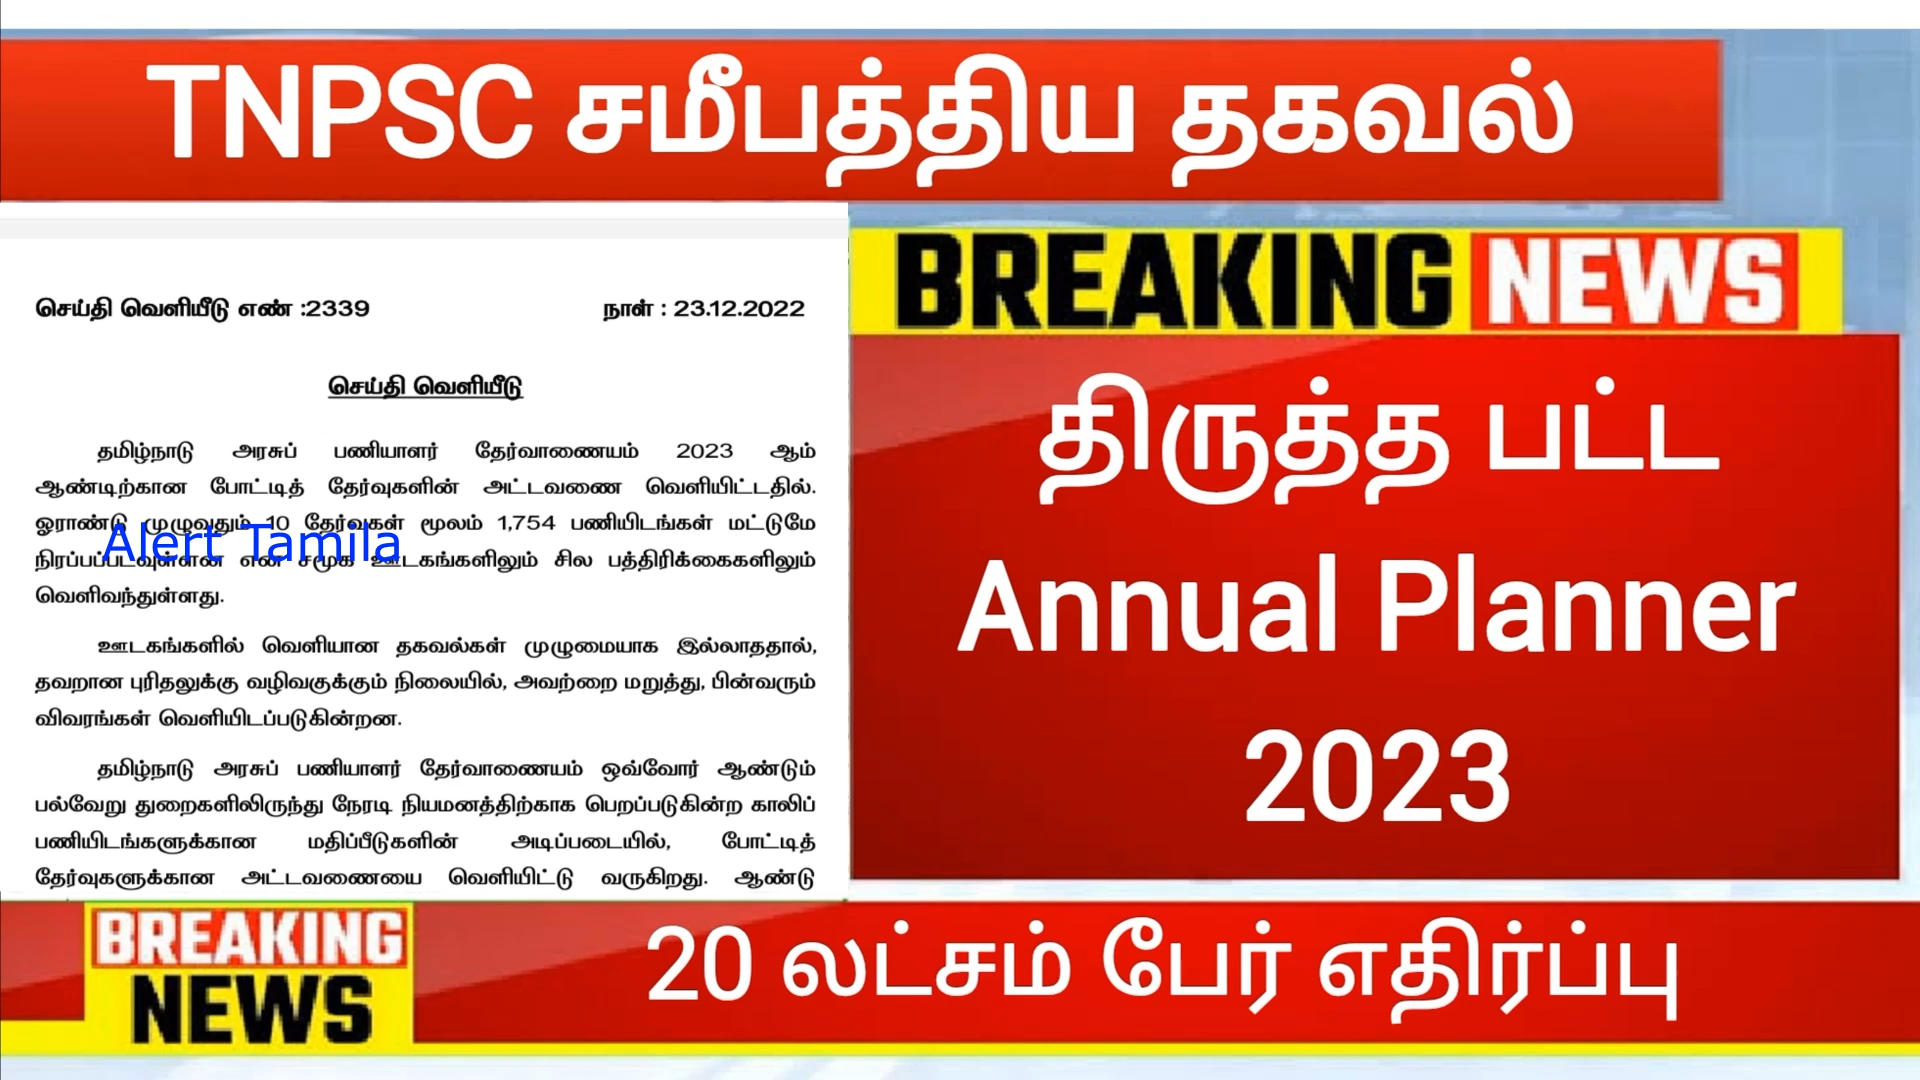 TNPSC சமீபத்திய தகவல்
செய்தி வெளியீடு எண் :2339 நாள் : 23.12.2022
செய்தி வெளியீடு
தமிழ்நாடு அரசுப் பணியாளர் தேர்வாணையம் 2023 ஆம்
ஆண்டிற்கான போட்டித் தேர்வுகளின் அட்டவணை வெளியிட்டதில்.
ஓராண்டு முழுவதும் 10 தேர்வுகள் மூலம் 1,754 பணியிடங்கள் மட்டுமே
நிரப்பப்படவுள்ளன என சமூக ஊடகங்களிலும் சில பத்திரிக்கைகளிலும்
வெளிவந்துள்ளது.
Alert Tamila
ஊடகங்களில் வெளியான தகவல்கள் முழுமையாக இல்லாததால்,
தவறான புரிதலுக்கு வழிவகுக்கும் நிலையில், அவற்றை மறுத்து, பின்வரும்
விவரங்கள் வெளியிடப்படுகின்றன.
தமிழ்நாடு அரசுப் பணியாளர் தேர்வாணையம் ஒவ்வோர் ஆண்டும்
பல்வேறு துறைகளிலிருந்து நேரடி நியமனத்திற்காக பெறப்படுகின்ற காலிப்
பணியிடங்களுக்கான மதிப்பீடுகளின் அடிப்படையில், போட்டித்
தேர்வுகளுக்கான அட்டவணையை வெளியிட்டு வருகிறது. ஆண்டு
BREAKING NEWS
திருத்த பட்ட
Annual Planner
2023
BREAKING
NEWS
20 லட்சம் பேர் எதிர்ப்பு